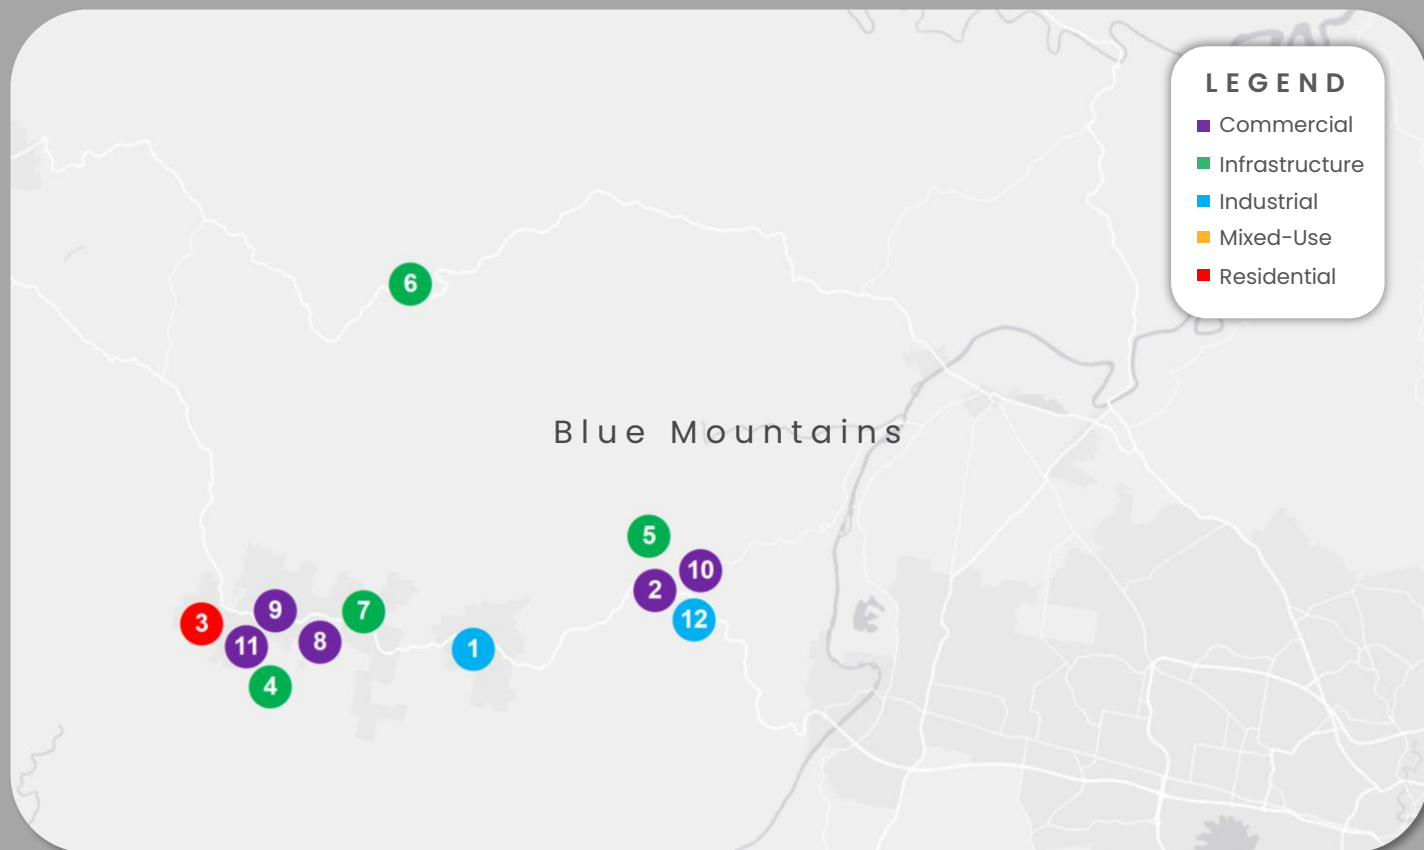 LEGEND
Commercial
Infrastructure
Industrial
Mixed-Use
Residential
6
Blue Mountains
5
10
2
12
9
7
3
11
8
1
4